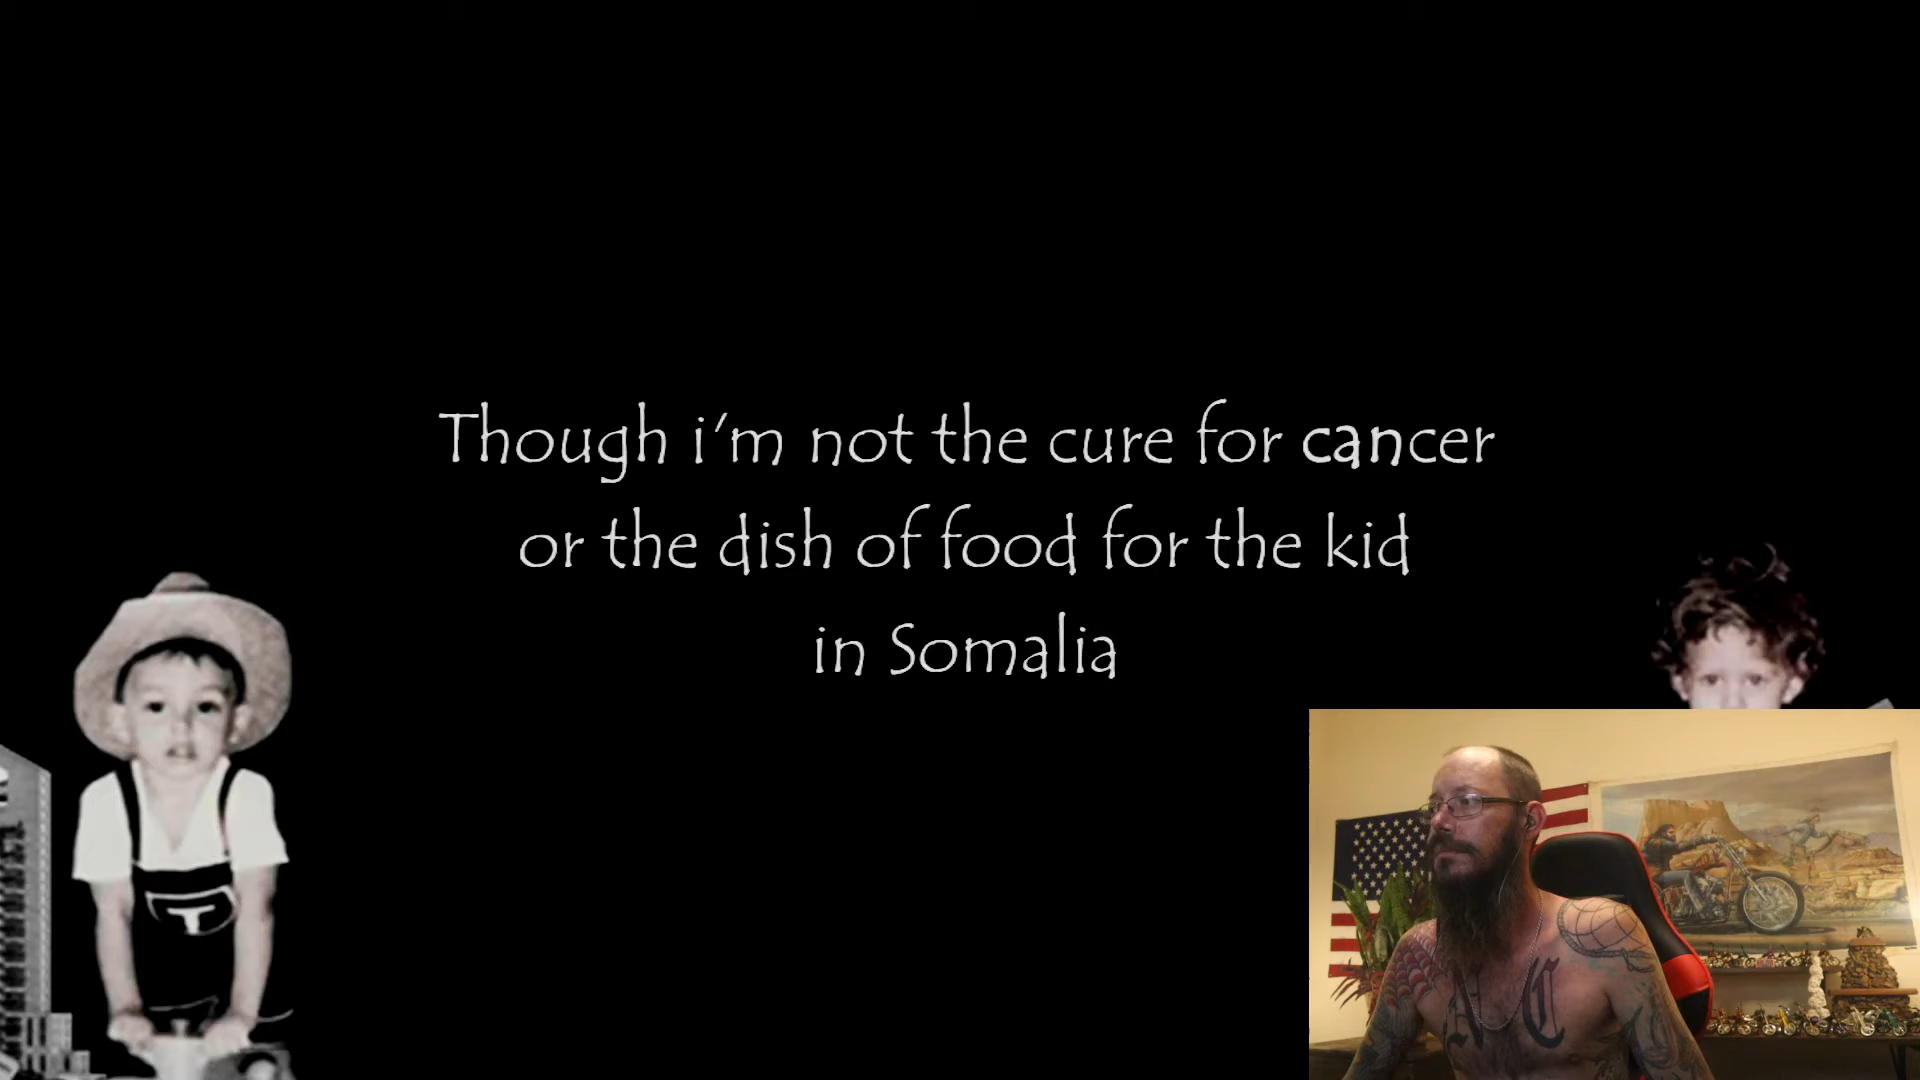 Though i'm not the cure for cancer
or the dish of food for the kid
in Somalia
T